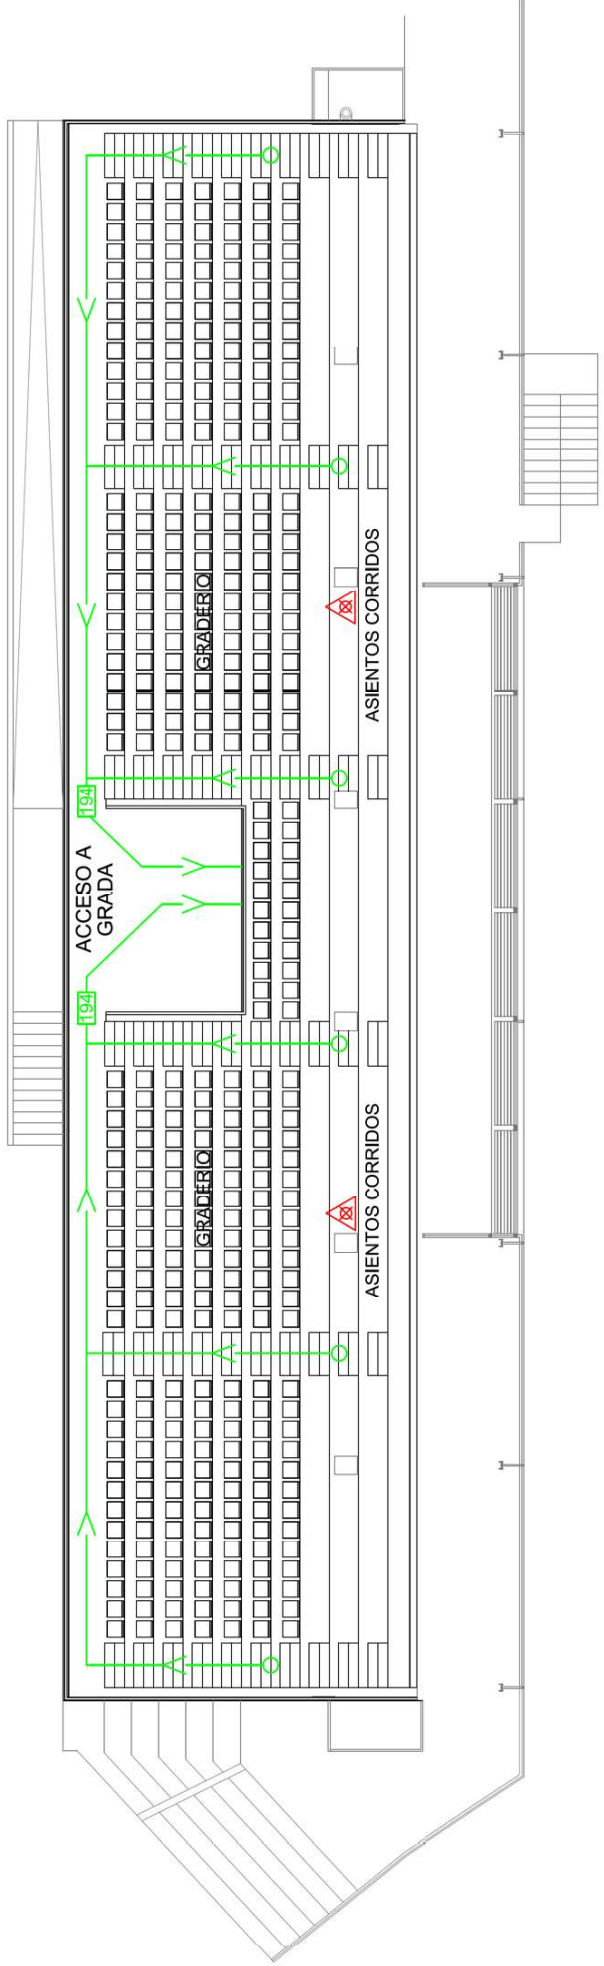 194
ACCESO A
GRADA
194
GRADERIO
ASIENTOS CORRIDOS
GRADERIO
ASIENTOS CORRIDOS